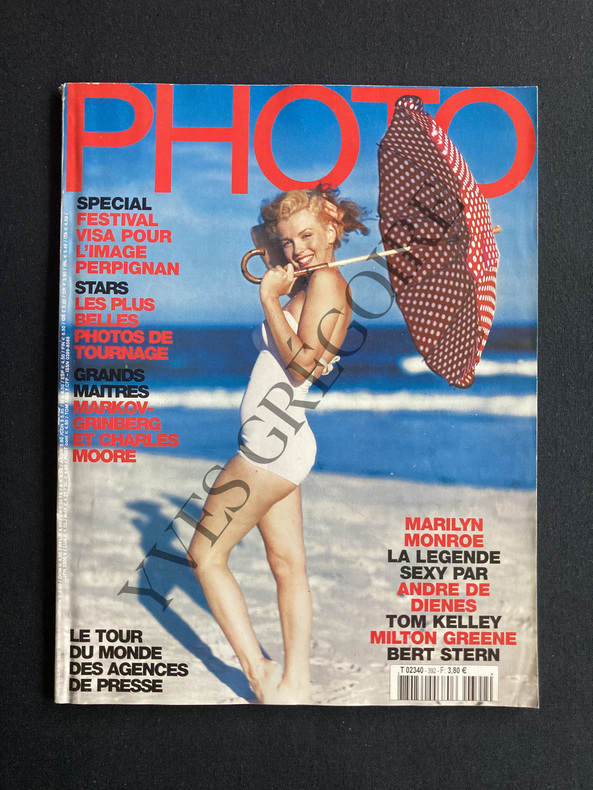 PHOTO
SPECIAL
FESTIVAL
VISA POUR
L'IMAGE
PERPIGNAN
STARS
LES PLUS
BELLES
PHOTOS DE
TOURNAGE
GRANDS
MAITRES
MARKOV-
GRINBERG
ET CHARLES
MOORE
LE TOUR
DU MONDE
DES AGENCES
DE PRESSE
MARILYN
MONROE
LA LEGENDE
SEXY PAR
ANDRE DE
DIENES
TOM KELLEY
MILTON GREENE
BERT STERN
T 02340 - 392 - F: 3,80 €
YVES GRÉGOIRE